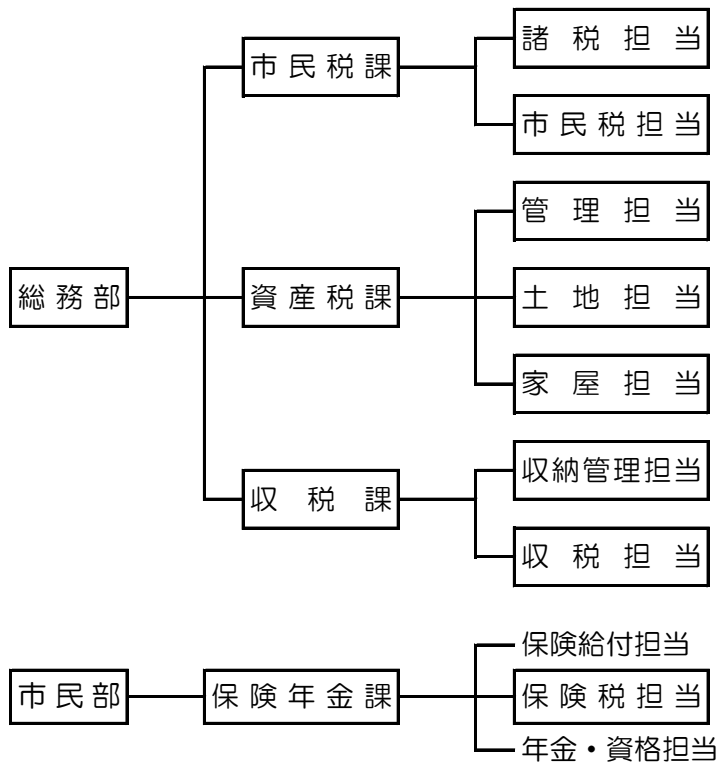 諸税担当
市民税課
市民税担当
管理担当
総務部
資産税課
土地担当
家屋担当
収納管理担当
収税課
収税担当
保険給付担当
市民部
保険年金課
保険税担当
年金・資格担当